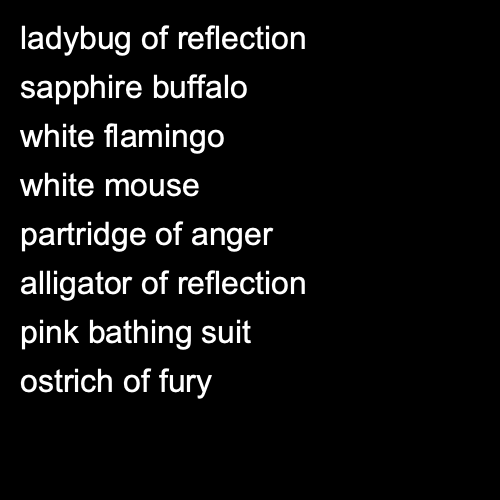 ladybug of reflection
sapphire buffalo
white flamingo
white mouse
partridge of anger
alligator of reflection
pink bathing suit
ostrich of fury